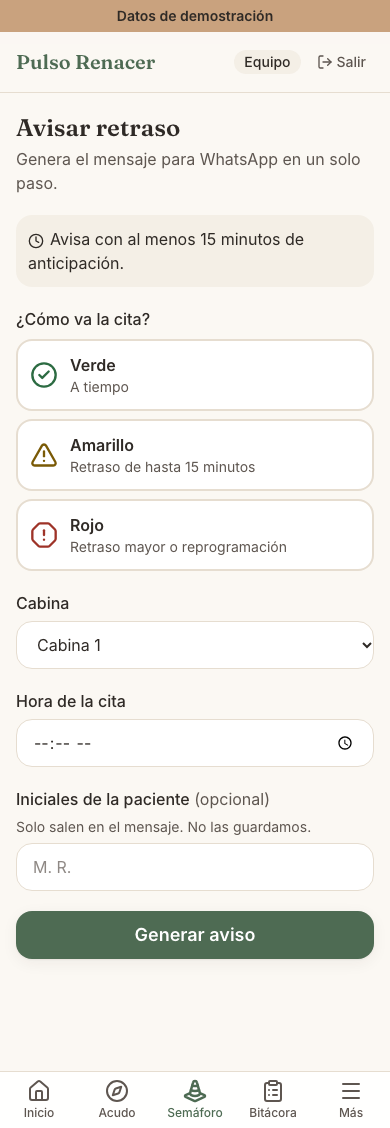 Datos de demostración
Pulso Renacer
Equipo
Salir
Avisar retraso
Genera el mensaje para WhatsApp en un solo
paso.
Avisa con al menos 15 minutos de
anticipación.
¿Cómo va la cita?
Verde
A tiempo
Amarillo
Retraso de hasta 15 minutos
Rojo
Retraso mayor o reprogramación
Cabina
Cabina 1
Hora de la cita
--:-- --
Iniciales de la paciente (opcional)
Solo salen en el mensaje. No las guardamos.
M. R.
Generar aviso
Inicio
Acudo
Semáforo
Bitácora
Más